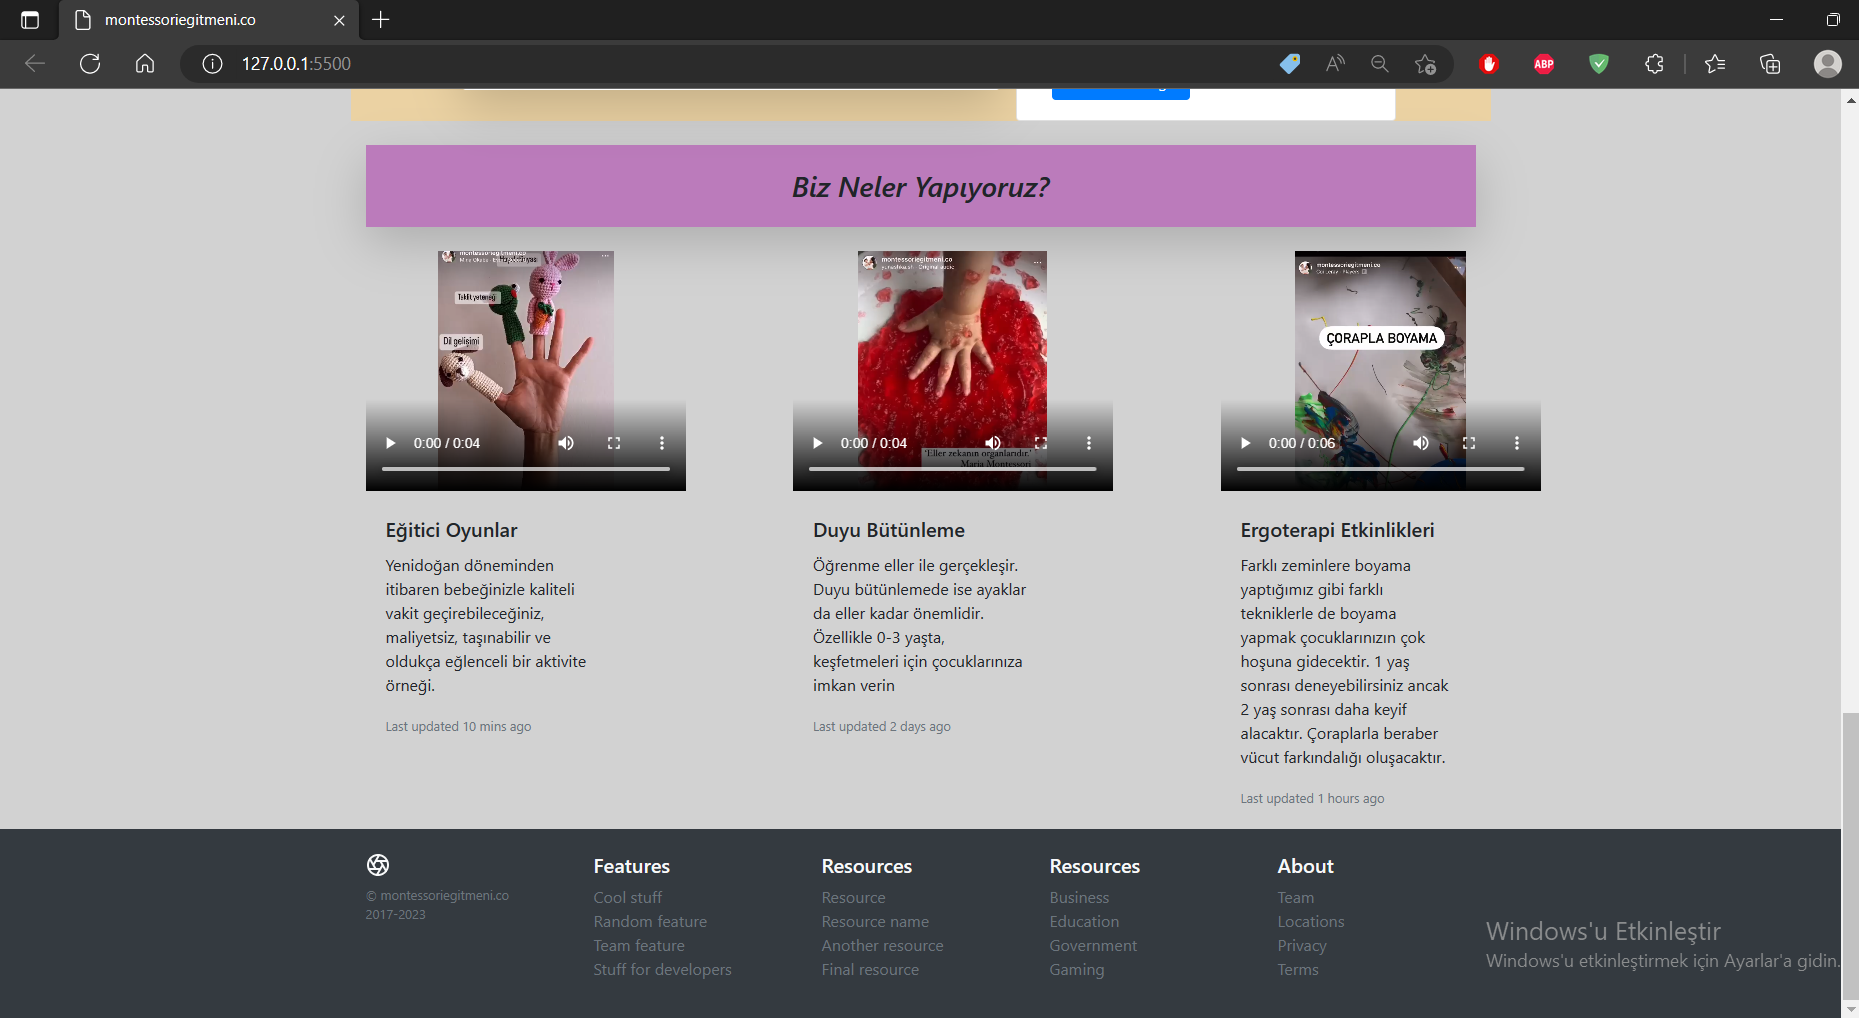 montessoriegitmeni.co
127.0.0.1:5500
ABP
Biz Neler Yapıyoruz?
montessoriegitmeni.co
Taklit yeteneği
Dil gelişimi
0:00 / 0:04
montessoriegitmeni.co
Original audio
'Eller zekanın organlarıdır.'
Maria Montessori
0:00 / 0:04
montessoriegitmeni.co
ÇORAPLA BOYAMA
0:00 / 0:06
Eğitici Oyunlar
Yenidoğan döneminden
itibaren bebeğinizle kaliteli
vakit geçirebileceğiniz,
maliyetsiz, taşınabilir ve
oldukça eğlenceli bir aktivite
örneği.
Last updated 10 mins ago
Duyu Bütünleme
Öğrenme eller ile gerçekleşir.
Duyu bütünlemede ise ayaklar
da eller kadar önemlidir.
Özellikle 0-3 yaşta,
keşfetmeleri için çocuklarınıza
imkan verin
Last updated 2 days ago
Ergoterapi Etkinlikleri
Farklı zeminlere boyama
yaptığımız gibi farklı
tekniklerle de boyama
yapmak çocuklarınızın çok
hoşuna gidecektir. 1 yaş
sonrası deneyebilirsiniz ancak
2 yaş sonrası daha keyif
alacaktır. Çoraplarla beraber
vücut farkındalığı oluşacaktır.
Last updated 1 hours ago
© montessoriegitmeni.co
2017-2023
Features
Cool stuff
Random feature
Team feature
Stuff for developers
Resources
Resource
Resource name
Another resource
Final resource
Resources
Business
Education
Government
Gaming
About
Team
Locations
Privacy
Terms
Windows'u Etkinleştir
Windows'u etkinleştirmek için Ayarlar'a gidin.